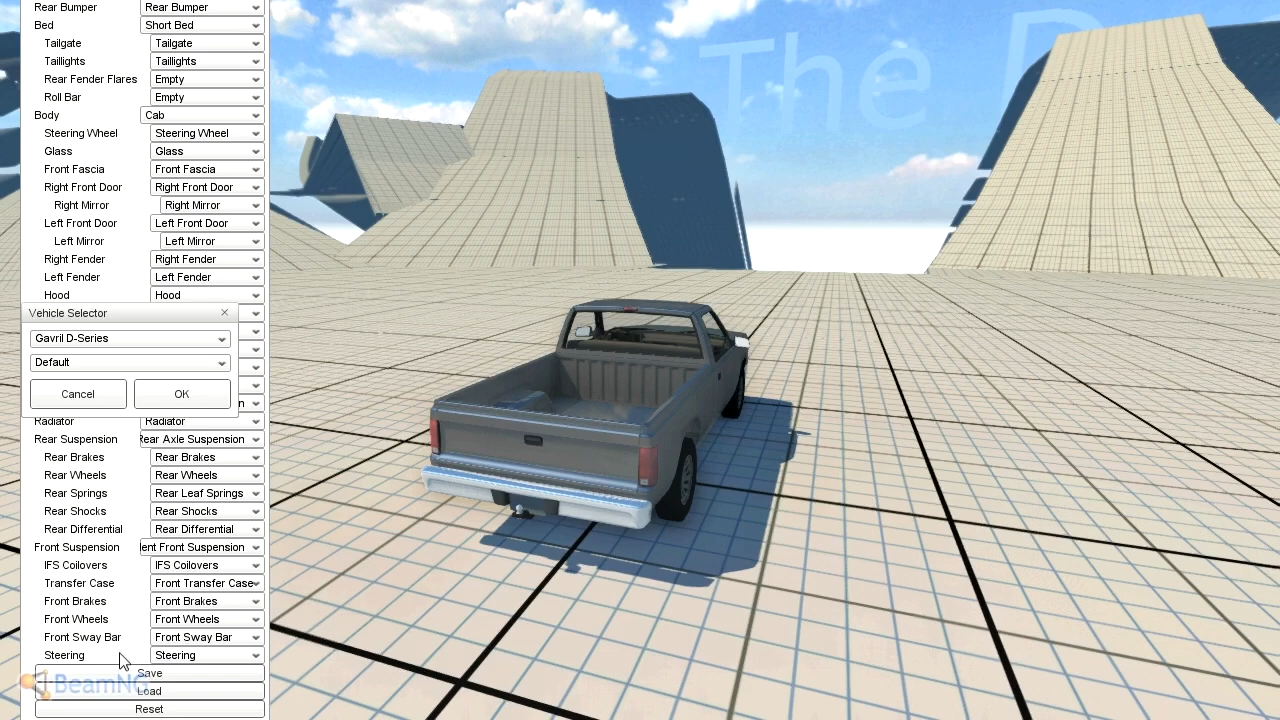 Rear Bumper Rear Bumper
Bed Short Bed
Tailgate Tailgate
Taillights Taillights
Rear Fender Flares Empty
Roll Bar Empty
Body Cab
Steering Wheel Steering Wheel
Glass Glass
Front Fascia Front Fascia
Right Front Door Right Front Door
Right Mirror Right Mirror
Left Front Door Left Front Door
Left Mirror Left Mirror
Right Fender Right Fender
Left Fender Left Fender
Hood Hood
Vehicle Selector
Gavril D-Series
Default
Cancel OK
Radiator Radiator
Rear Suspension Rear Axle Suspension
Rear Brakes Rear Brakes
Rear Wheels Rear Wheels
Rear Springs Rear Leaf Springs
Rear Shocks Rear Shocks
Rear Differential Rear Differential
Front Suspension Front Suspension
IFS Coilovers IFS Coilovers
Transfer Case Front Transfer Case
Front Brakes Front Brakes
Front Wheels Front Wheels
Front Sway Bar Front Sway Bar
Steering Steering
Save
BeamNG
Load
Reset
The